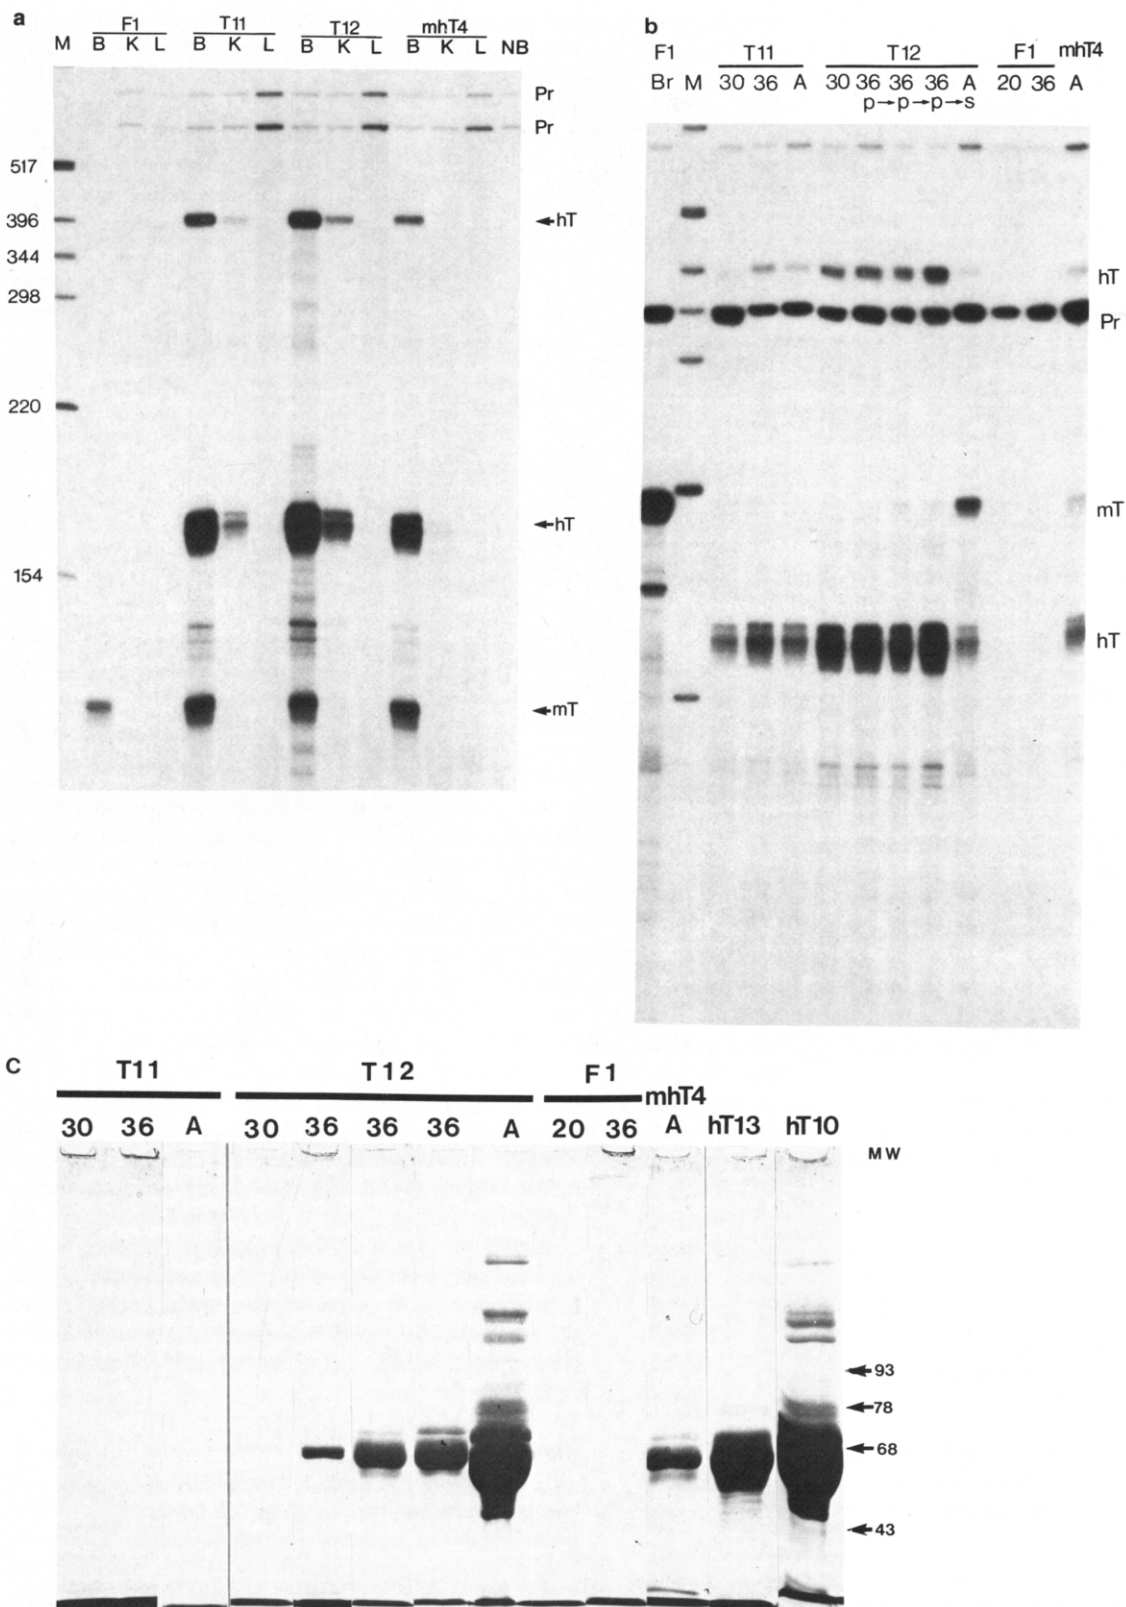 a
F1 T11 T12 mhT4
M B K L B K L B K L B K L NB
Pr
Pr
517
396
hT
344
298
220
hT
154
mT
b
F1 T11 T12 F1 mhT4
Br M 30 36 A 30 36 36 36 A 20 36 A
p→p→p→s
hT
Pr
mT
hT
C
T11 T12 F1 mhT4
30 36 A 30 36 36 36 A 20 36 A hT13 hT10
MW
93
78
68
43